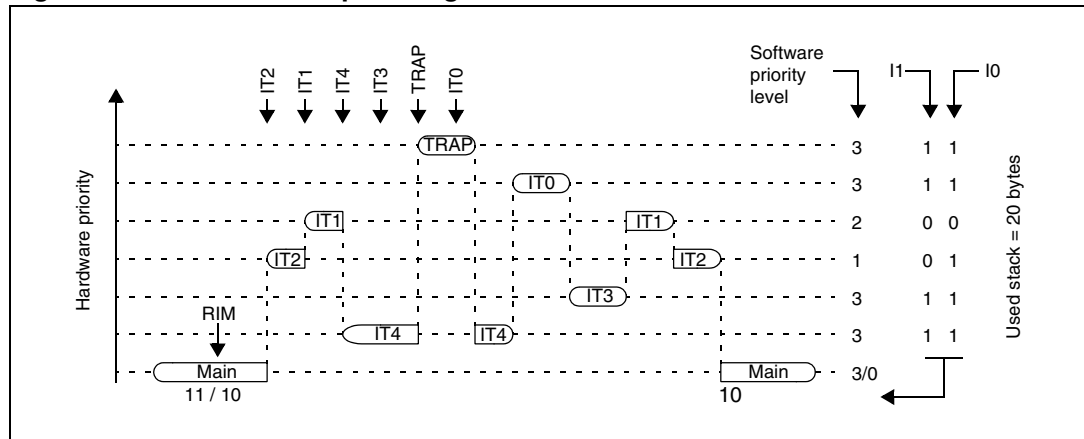 IT2
IT1
IT4
IT3
TRAP
IT0
Software
priority
level
I1
I0
TRAP
3
1 1
IT0
3
1 1
IT1
IT1
2
0 0
IT2
IT2
1
0 1
IT3
3
1 1
RIM
IT4
IT4
3
1 1
Main
Main
3/0
11 / 10
10
Hardware priority
Used stack = 20 bytes